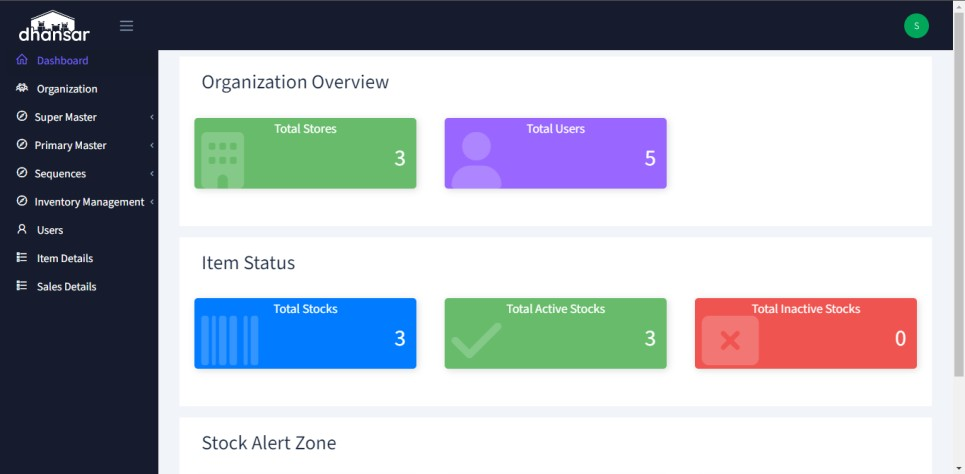 dhansar
S
Dashboard
Organization
Super Master
Primary Master
Sequences
Inventory Management
Users
Item Details
Sales Details
Organization Overview
Total Stores
3
Total Users
5
Item Status
Total Stocks
3
Total Active Stocks
3
Total Inactive Stocks
0
Stock Alert Zone